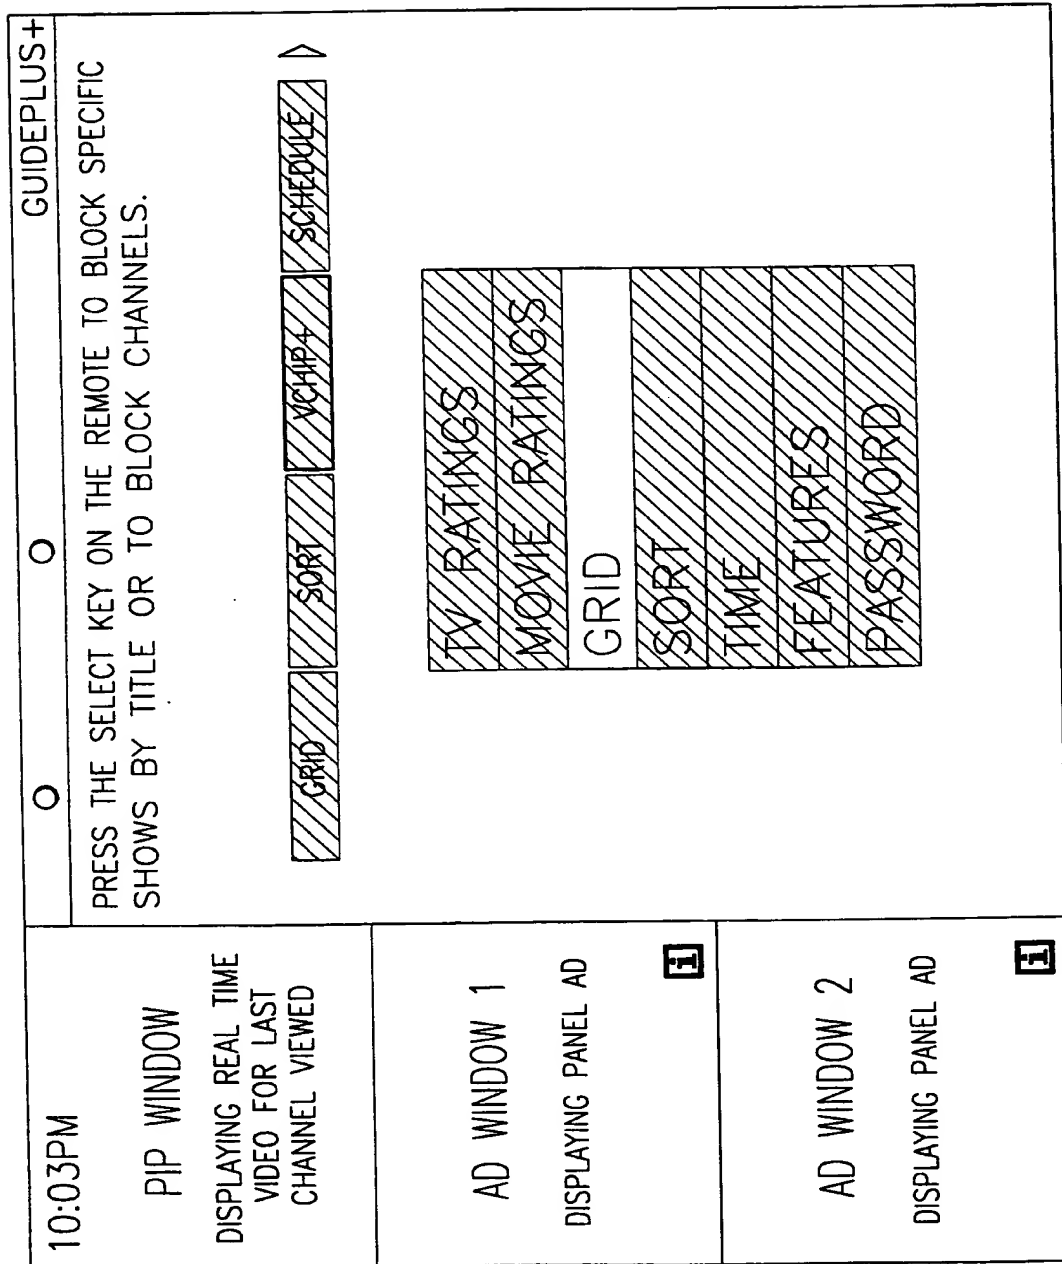 10:03PM
GUIDEPLUS+
PIP WINDOW
DISPLAYING REAL TIME
VIDEO FOR LAST
CHANNEL VIEWED
AD WINDOW 1
DISPLAYING PANEL AD
i
AD WINDOW 2
DISPLAYING PANEL AD
i
PRESS THE SELECT KEY ON THE REMOTE TO BLOCK SPECIFIC
SHOWS BY TITLE OR TO BLOCK CHANNELS.
GRID
SORT
VCHIP+
SCHEDULE
TV RATINGS
MOVIE RATINGS
GRID
SORT
TIME
FEATURES
PASSWORD